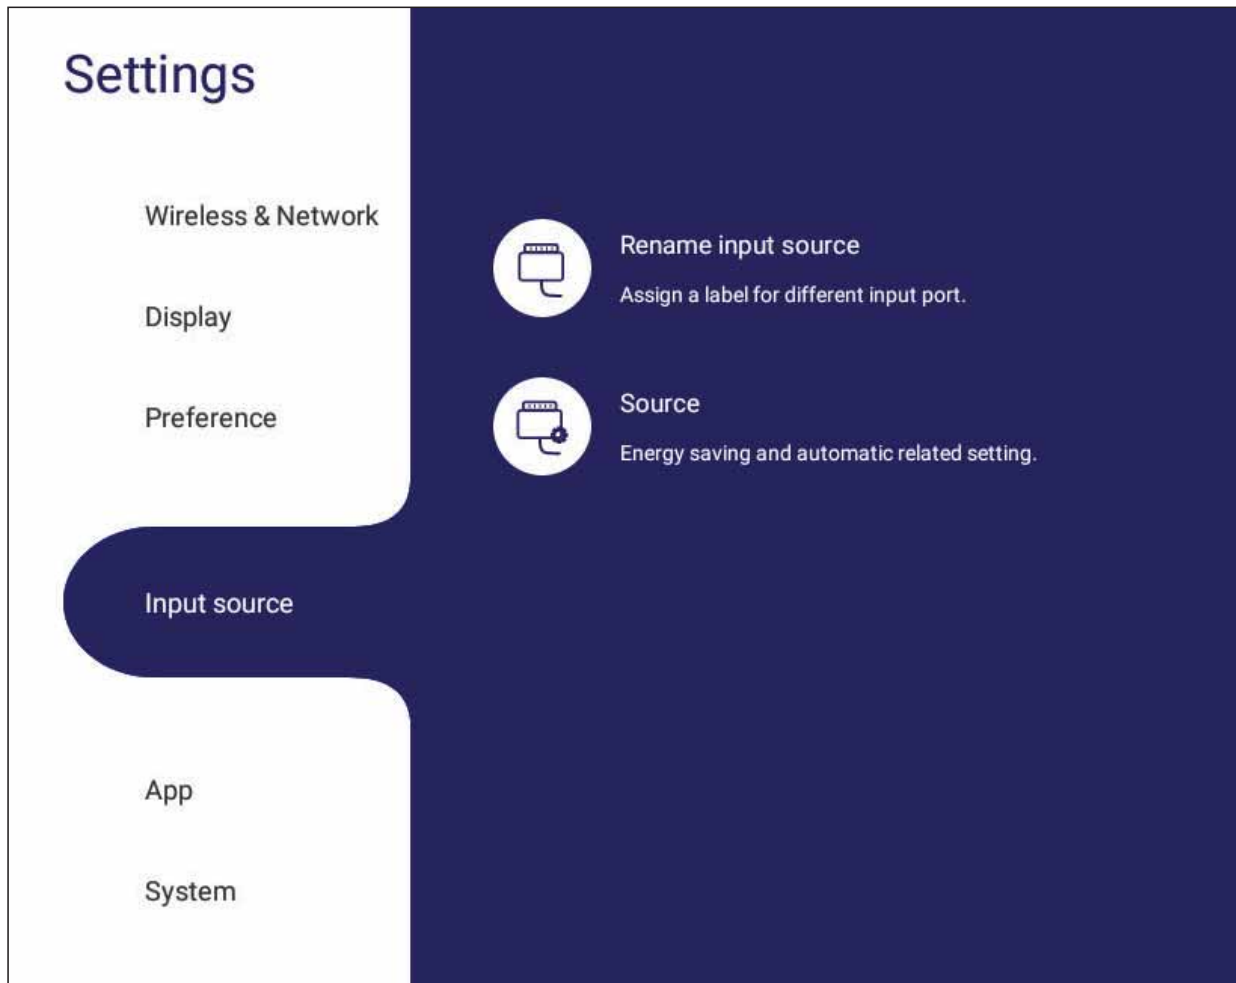 Settings
Wireless & Network
Display
Preference
Input source
App
System
Rename input source
Assign a label for different input port.
Source
Energy saving and automatic related setting.